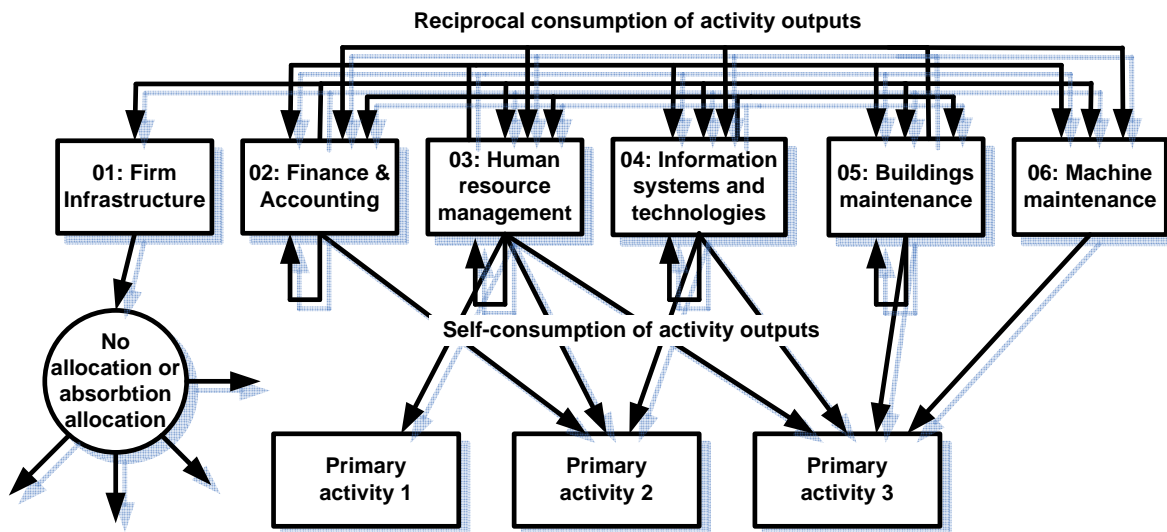 Reciprocal consumption of activity outputs
01: Firm
Infrastructure
02: Finance &
Accounting
03: Human
resource
management
04: Information
systems and
technologies
05: Buildings
maintenance
06: Machine
maintenance
Self-consumption of activity outputs
No
allocation or
absorbtion
allocation
Primary
activity 1
Primary
activity 2
Primary
activity 3